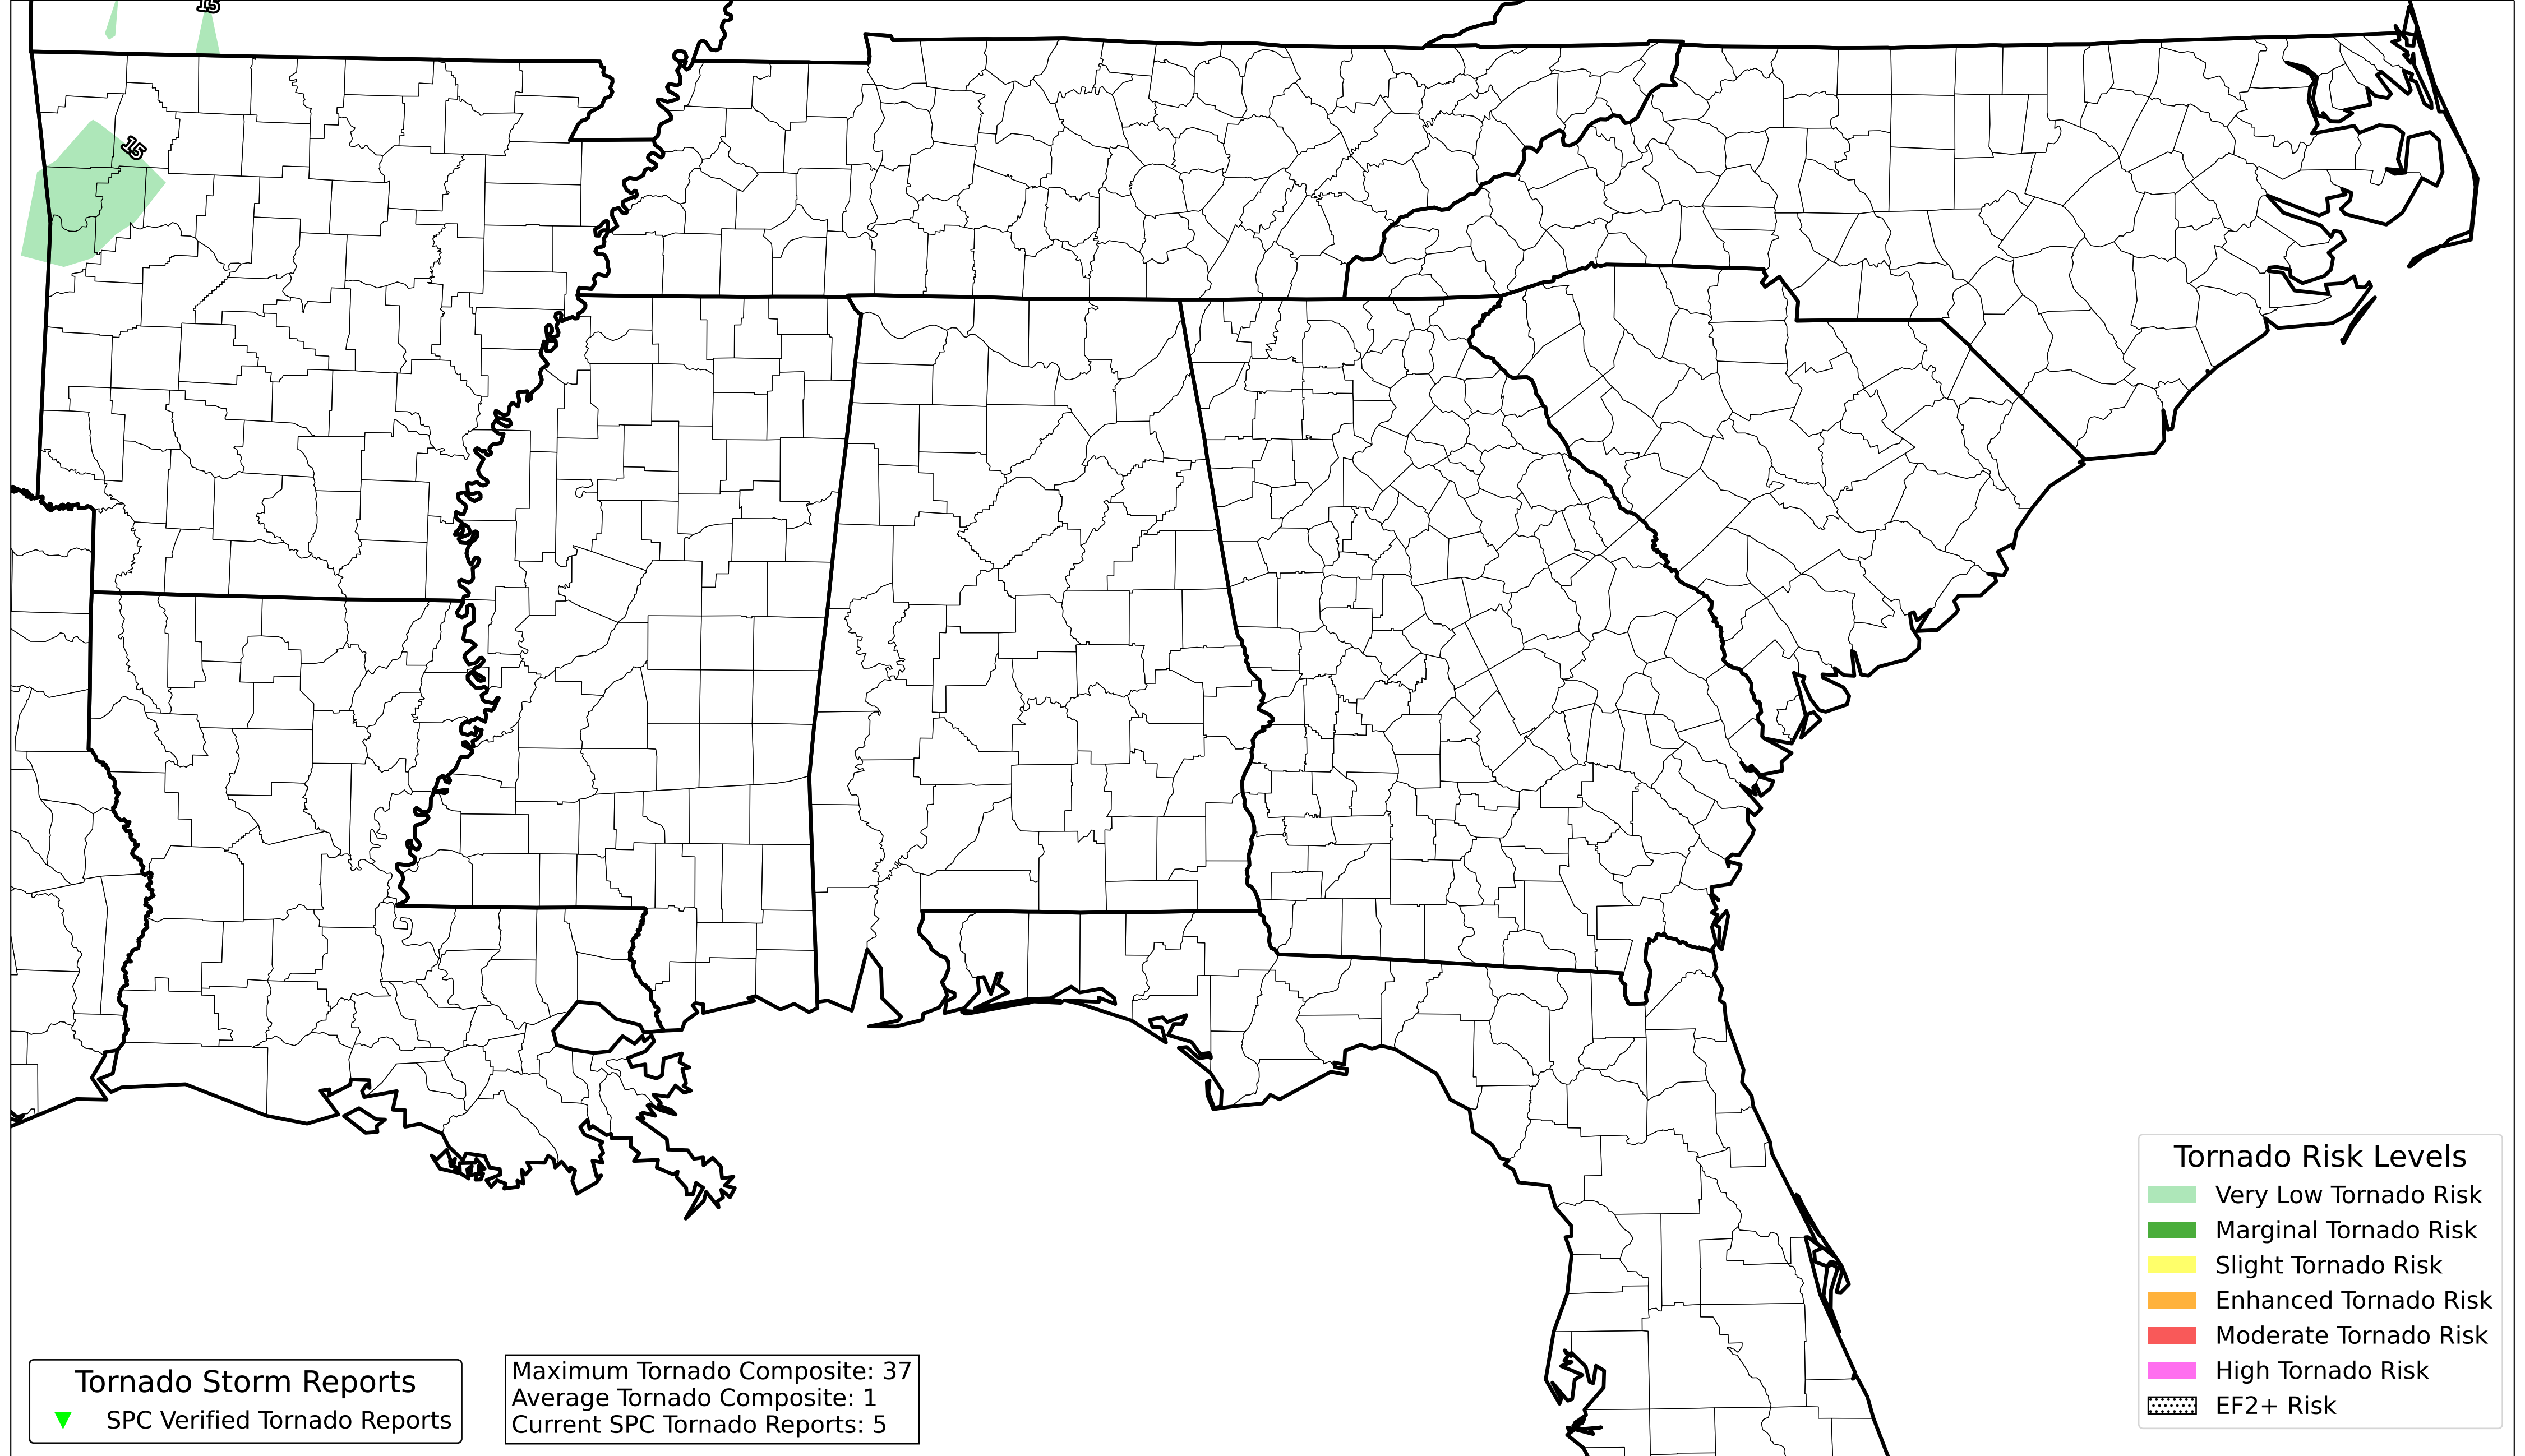 15
15
Tornado Risk Levels
Very Low Tornado Risk
Marginal Tornado Risk
Slight Tornado Risk
Enhanced Tornado Risk
Moderate Tornado Risk
High Tornado Risk
EF2+ Risk
Tornado Storm Reports
SPC Verified Tornado Reports
Maximum Tornado Composite: 37
Average Tornado Composite: 1
Current SPC Tornado Reports: 5